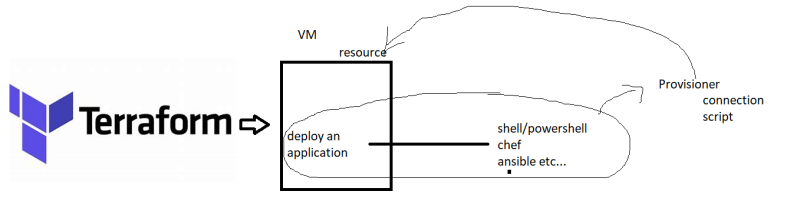 VM
resource
Terraform
deploy an
application
shell/powershell
chef
ansible etc...
Provisioner
connection
script